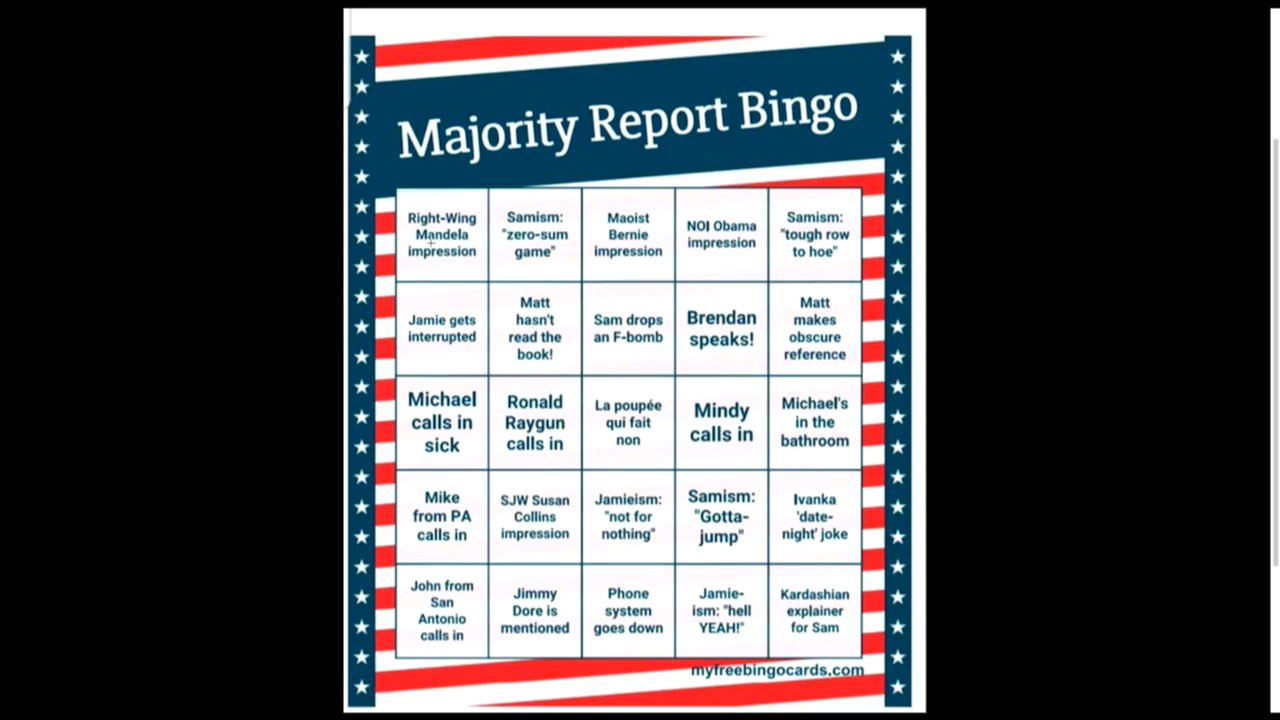 Majority Report Bingo
Right-Wing
Mandela
impression
Samism:
"zero-sum
game"
Maoist
Bernie
impression
NOI Obama
impression
Samism:
"tough row
to hoe"
Jamie gets
interrupted
Matt
hasn't
read the
book!
Sam drops
an F-bomb
Brendan
speaks!
Matt
makes
obscure
reference
Michael
calls in
sick
Ronald
Raygun
calls in
La poupée
qui fait
non
Mindy
calls in
Michael's
in the
bathroom
Mike
from PA
calls in
SJW Susan
Collins
impression
Jamieism:
"not for
nothing"
Samism:
"Gotta-
jump"
Ivanka
'date-
night' joke
John from
San
Antonio
calls in
Jimmy
Dore is
mentioned
Phone
system
goes down
Jamie-
ism: "hell
YEAH!"
Kardashian
explainer
for Sam
myfreebingocards.com